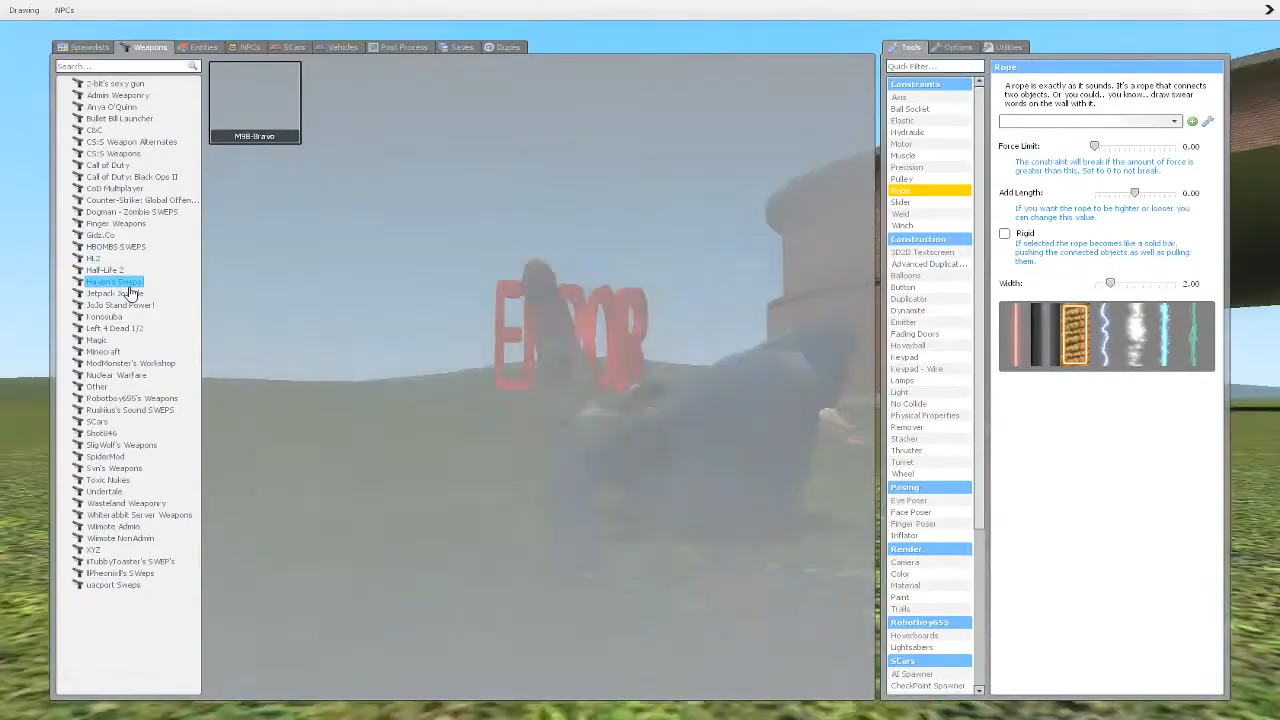 Drawing NPCs
Spawnlists Weapons Entities NPCs SCars Vehicles Post Process Saves Dupes
Search...
2-bit's sexy gun
Admin Weaponry
Anya O'Quinn
Bullet Bill Launcher
C&C
CS:S Weapon Alternates
CS:S Weapons
Call of Duty
Call of Duty: Black Ops II
CoD Multiplayer
Counter-Strike: Global Offen...
Dogman - Zombie SWEPS
Finger Weapons
Gidz.Co
HBOMBS SWEPS
HL2
Half-Life 2
Haven's Sweps
Jetpack
JoJo Stand Power!
Konosuba
Left 4 Dead 1/2
Magic
Minecraft
ModMonster's Workshop
Nuclear Warfare
Other
Robotboy655's Weapons
Ruskius's Sound SWEPS
SCars
Shot846
SligWolf's Weapons
SpiderMod
Svn's Weapons
Toxic Nukes
Undertale
Wasteland Weaponry
Whiterabbit Server Weapons
Wiimote Admin
Wiimote NonAdmin
XYZ
iiTubbyToaster's SWEP's
llPheonixll's SWeps
uacport Sweps
M98-Bravo
ERROR
Tools Options Utilities
Quick Filter...
Constraints
Axis
Ball Socket
Elastic
Hydraulic
Motor
Muscle
Precision
Pulley
Rope
Slider
Weld
Winch
Construction
3D2D Textscreen
Advanced Duplicat...
Balloons
Button
Duplicator
Dynamite
Emitter
Fading Doors
Hoverball
Keypad
Keypad - Wire
Lamps
Light
No Collide
Physical Properties
Remover
Stacker
Thruster
Turret
Wheel
Posing
Eye Poser
Face Poser
Finger Poser
Inflator
Render
Camera
Color
Material
Paint
Trails
Robotboy655
Hoverboards
Lightsabers
SCars
AI Spawner
CheckPoint Spawner
Rope
A rope is exactly as it sounds. It's a rope that connects
two objects. Or you could.. you know.. draw swear
words on the wall with it.
Force Limit: 0.00
The constraint will break if the amount of force is
greater than this. Set to 0 to not break.
Add Length: 0.00
If you want the rope to be tighter or looser you
can change this value.
Rigid
If selected the rope becomes like a solid bar,
pushing the connected objects as well as pulling
them.
Width: 2.00